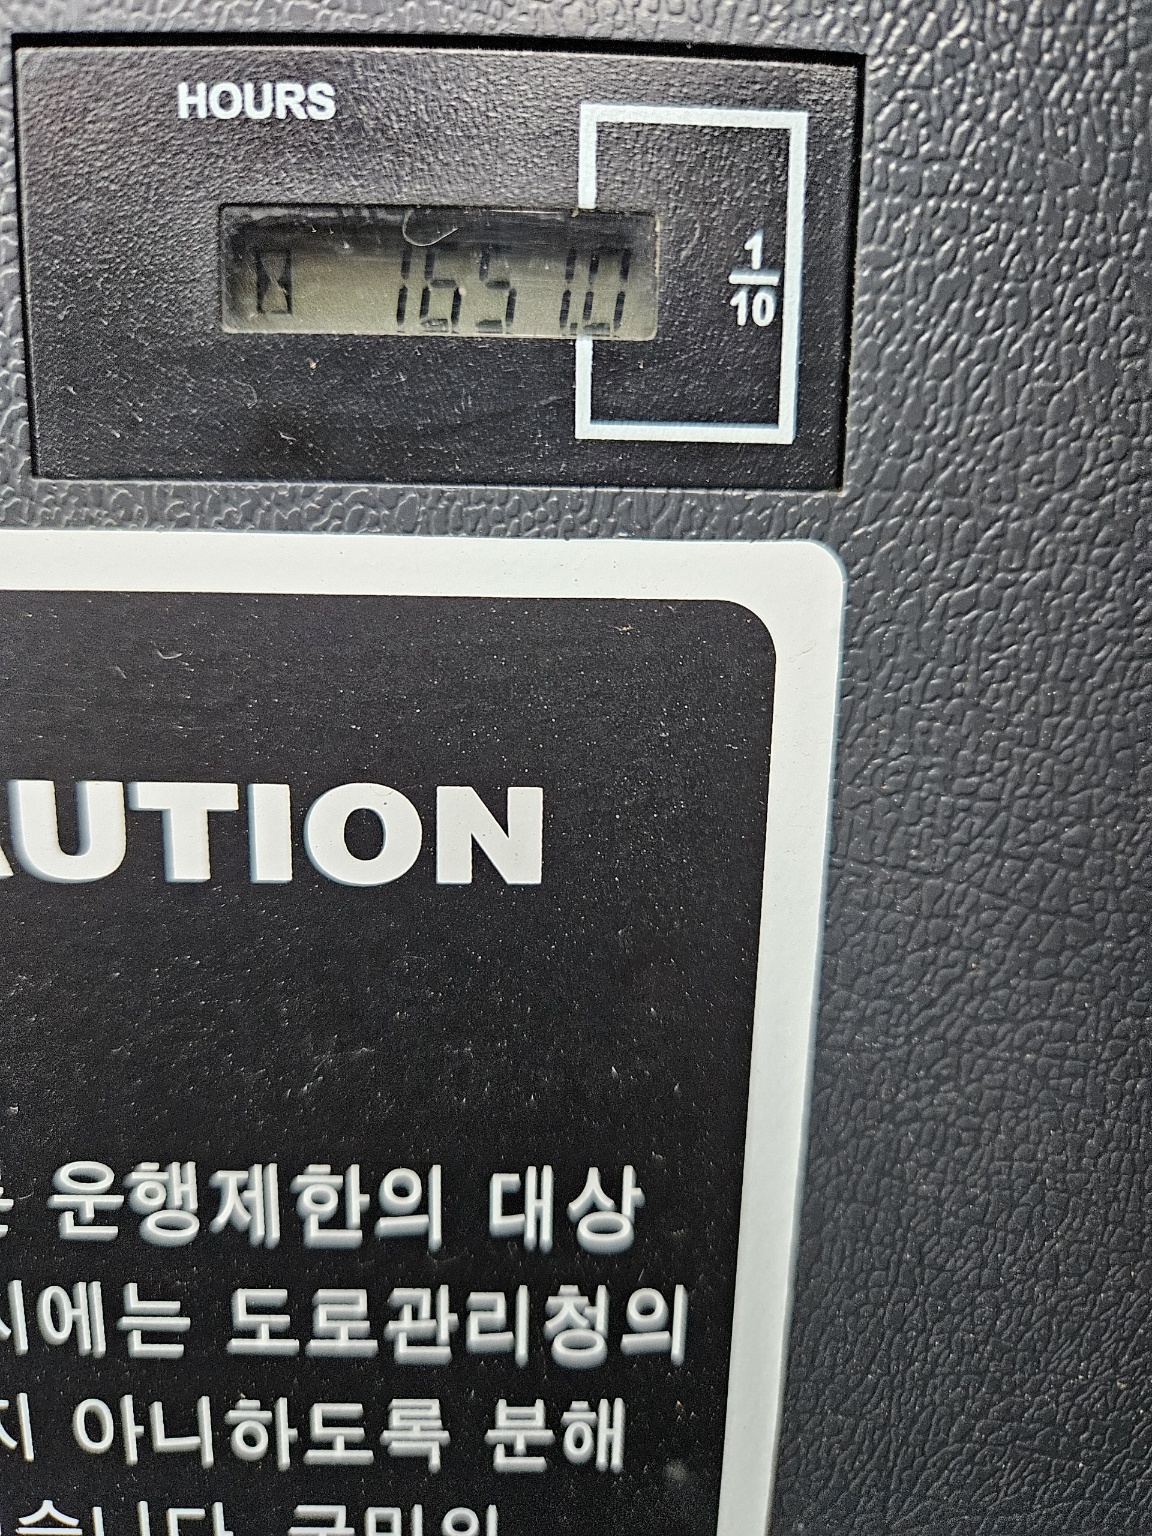 HOURS
1651.0
1
10
AUTION
운행제한의 대상
시에는 도로관리청의
지 아니하도록 분해